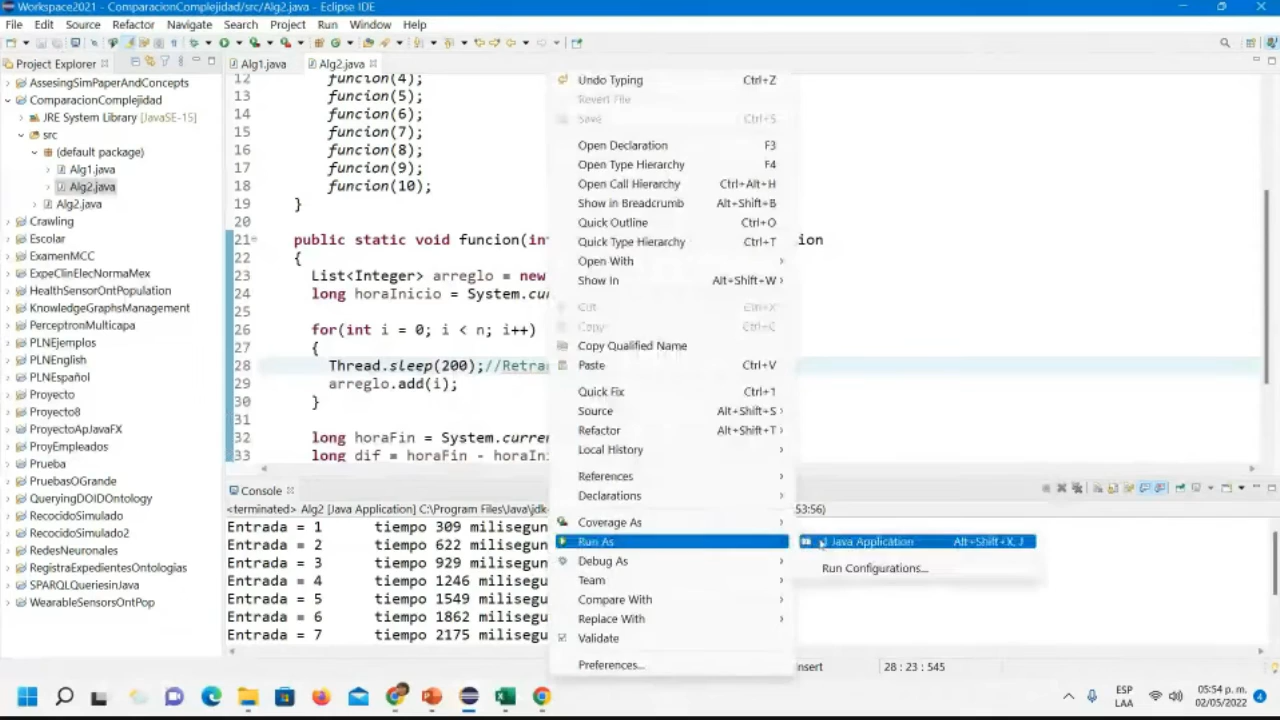 Workspace2021 - ComparacionComplejidad/src/Alg2.java - Eclipse IDE
File Edit Source Refactor Navigate Search Project Run Window Help
Project Explorer
AssesingSimPaperAndConcepts
ComparacionComplejidad
JRE System Library [JavaSE-15]
src
(default package)
Alg1.java
Alg2.java
Alg2.java
Crawling
Escolar
ExamenMCC
ExpeClinElecNormaMex
HealthSensorOntPopulation
KnowledgeGraphsManagement
PerceptronMulticapa
PLNEjemplos
PLNEnglish
PLNEspañol
Proyecto
Proyecto8
ProyectoApJavaFX
ProyEmpleados
Prueba
PruebasOGrande
QueryingDOIDOntology
RecocidoSimulado
RecocidoSimulado2
RedesNeuronales
RegistraExpedientesOntologias
SPARQLQueriesinJava
WearableSensorsOntPop
Alg1.java Alg2.java
12 funcion(4);
13 funcion(5);
14 funcion(6);
15 funcion(7);
16 funcion(8);
17 funcion(9);
18 funcion(10);
19 }
20
21 public static void funcion(in ion
22 {
23 List<Integer> arreglo = new
24 long horaInicio = System.cu
25
26 for(int i = 0; i < n; i++)
27 {
28 Thread.sleep(200);//Retra
29 arreglo.add(i);
30 }
31
32 long horaFin = System.curre
33 long dif = horaFin - horaIn
Undo Typing Ctrl+Z
Revert File
Save Ctrl+S
Open Declaration F3
Open Type Hierarchy F4
Open Call Hierarchy Ctrl+Alt+H
Show in Breadcrumb Alt+Shift+B
Quick Outline Ctrl+O
Quick Type Hierarchy Ctrl+T
Open With
Show In Alt+Shift+W
Cut Ctrl+X
Copy Ctrl+C
Copy Qualified Name
Paste Ctrl+V
Quick Fix Ctrl+1
Source Alt+Shift+S
Refactor Alt+Shift+T
Local History
References
Declarations
Coverage As
Run As
Debug As
Team
Compare With
Replace With
Validate
Preferences...
Java Application Alt+Shift+X, J
Run Configurations...
Console
<terminated> Alg2 [Java Application] C:\Program Files\Java\jdk- 53:56)
Entrada = 1 tiempo 309 milisegun
Entrada = 2 tiempo 622 milisegun
Entrada = 3 tiempo 929 milisegun
Entrada = 4 tiempo 1246 milisegu
Entrada = 5 tiempo 1549 milisegu
Entrada = 6 tiempo 1862 milisegu
Entrada = 7 tiempo 2175 milisegu
nsert 28 : 23 : 545
ESP
LAA
05:54 p. m.
02/05/2022
4